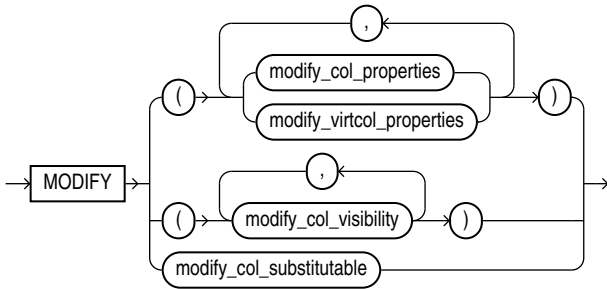 ,
modify_col_properties
( )
modify_virtcol_properties
MODIFY
,
( modify_col_visibility )
modify_col_substitutable